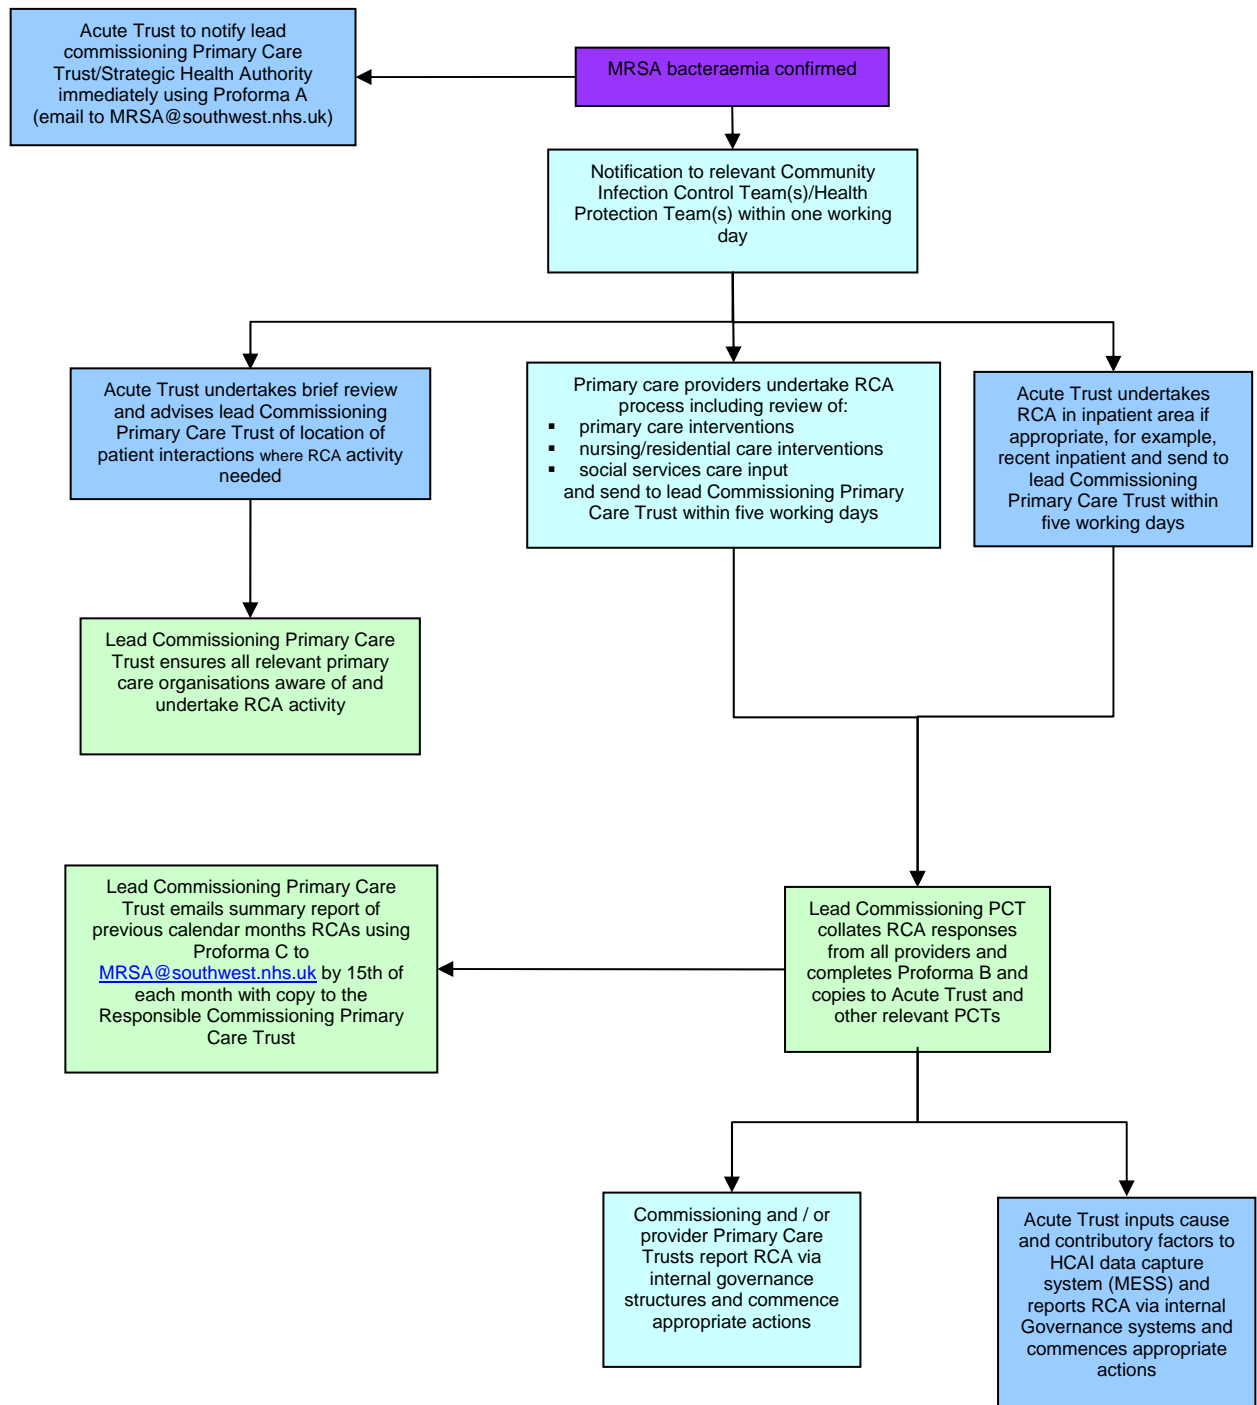 Acute Trust to notify lead
commissioning Primary Care
Trust/Strategic Health Authority
immediately using Proforma A
(email to MRSA@southwest.nhs.uk)
MRSA bacteraemia confirmed
Notification to relevant Community
Infection Control Team(s)/Health
Protection Team(s) within one working
day
Acute Trust undertakes brief review
and advises lead Commissioning
Primary Care Trust of location of
patient interactions where RCA activity
needed
Primary care providers undertake RCA
process including review of:
▪ primary care interventions
▪ nursing/residential care interventions
▪ social services care input
and send to lead Commissioning Primary
Care Trust within five working days
Acute Trust undertakes
RCA in inpatient area if
appropriate, for example,
recent inpatient and send to
lead Commissioning
Primary Care Trust within
five working days
Lead Commissioning Primary Care
Trust ensures all relevant primary
care organisations aware of and
undertake RCA activity
Lead Commissioning Primary Care
Trust emails summary report of
previous calendar months RCAs using
Proforma C to
MRSA@southwest.nhs.uk by 15th of
each month with copy to the
Responsible Commissioning Primary
Care Trust
Lead Commissioning PCT
collates RCA responses
from all providers and
completes Proforma B and
copies to Acute Trust and
other relevant PCTs
Commissioning and / or
provider Primary Care
Trusts report RCA via
internal governance
structures and commence
appropriate actions
Acute Trust inputs cause
and contributory factors to
HCAI data capture
system (MESS) and
reports RCA via internal
Governance systems and
commences appropriate
actions